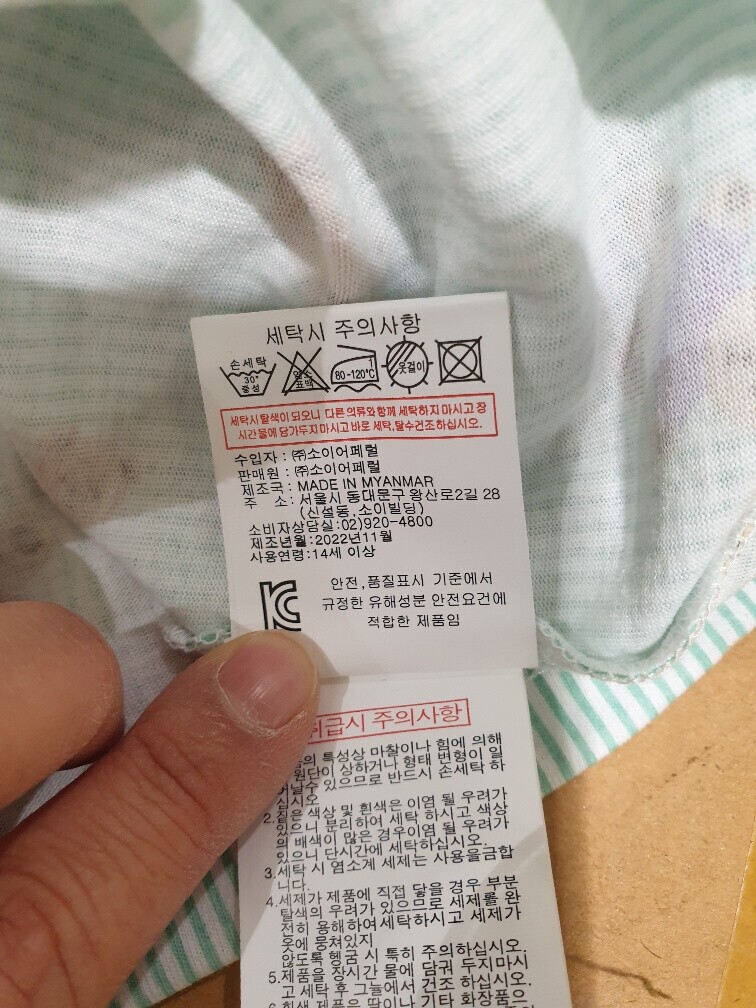 세탁시 주의사항
손세탁
30°
중성
염소
표백
80-120℃
옷걸이
세탁시 탈색이 되오니 다른 의류와 함께 세탁하지 마시고 장
시간 물에 담가두지 마시고 바로 세탁,탈수건조하십시오.
수입자 : ㈜소이어페럴
판매원 : ㈜소이어페럴
제조국 : MADE IN MYANMAR
주 소 : 서울시 동대문구 왕산로2길 28
(신설동,소이빌딩)
소비자상담실:02)920-4800
제조년월:2022년11월
사용연령:14세 이상
안전,품질표시 기준에서
규정한 유해성분 안전요건에
적합한 제품임
취급시 주의사항
의 특성상 마찰이나 힘에 의해
원단이 상하거나 형태 변형이 일
어날수 있으므로 반드시 손세탁 하
십시오
2.짙은 색상 및 흰색은 이염 될 우려가
있으니 분리하여 세탁 하시고 색상
의 배색이 많은 경우이염 될 우려가
있으니 단시간에 세탁하십시오.
3.세탁 시 염소계 세제는 사용을금합
니다.
4.세제가 제품에 직접 닿을 경우 부분
탈색의 우려가 있으므로 세제를 완
전히 용해하여세탁하시고 세제가
옷에 뭉쳐있지
않도록 헹굼 시 특히 주의하십시오.
5.제품을 장시간 물에 담궈 두지마시
고 세탁 후 그늘에서 건조 하십시오.
6.흰색 제품은 땀이나 기타 화장품은